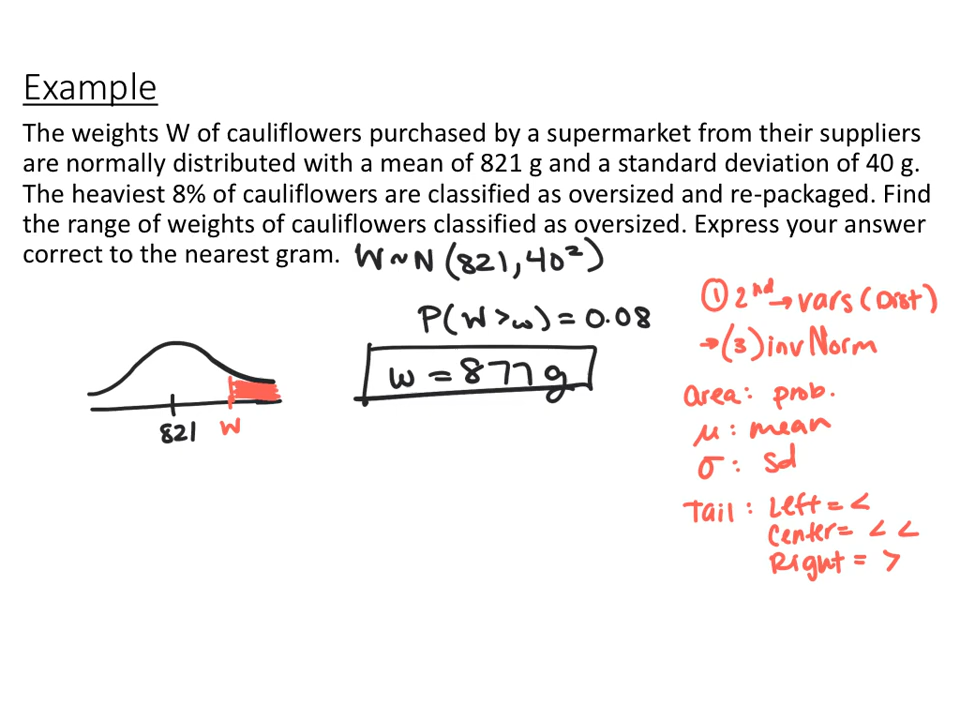 Example
The weights W of cauliflowers purchased by a supermarket from their suppliers
are normally distributed with a mean of 821 g and a standard deviation of 40 g.
The heaviest 8% of cauliflowers are classified as oversized and re-packaged. Find
the range of weights of cauliflowers classified as oversized. Express your answer
correct to the nearest gram. W ~ N (821, 40²)
P(W > w) = 0.08
w = 877 g
821 w
① 2nd → vars (Dist)
→ (3) inv Norm
area: prob.
μ: mean
σ: sd
Tail: Left = <
Center = < <
Right = >